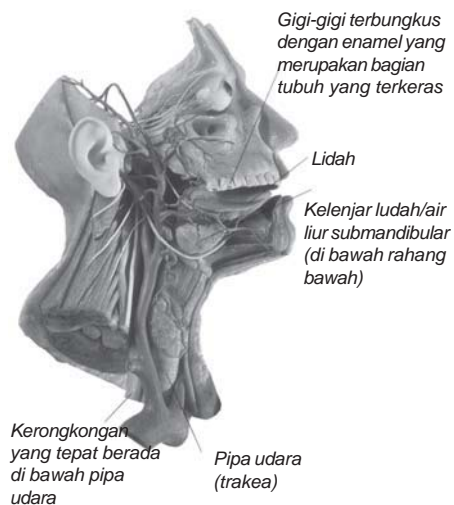 Gigi-gigi terbungkus
dengan enamel yang
merupakan bagian
tubuh yang terkeras
Lidah
Kelenjar ludah/air
liur submandibular
(di bawah rahang
bawah)
Kerongkongan
yang tepat berada
di bawah pipa
udara
Pipa udara
(trakea)